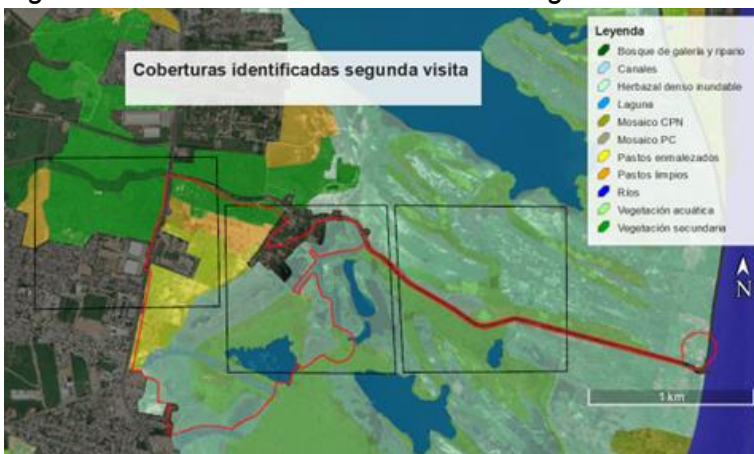 Coberturas identificadas segunda visita
Leyenda
Bosque de galería y ripario
Canales
Herbazal denso inundable
Laguna
Mosaico CPN
Mosaico PC
Pastos enmalezados
Pastos limpios
Ríos
Vegetación acuática
Vegetación secundaria
N
1 km